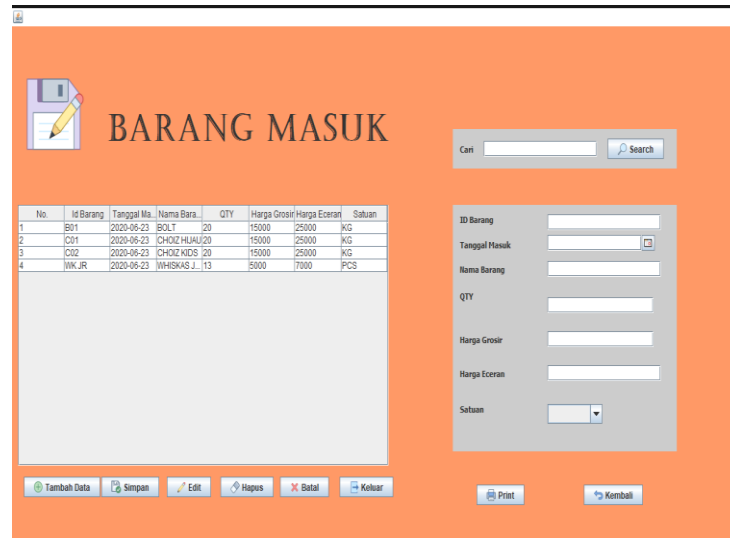 BARANG MASUK
Cari Search
No. Id Barang Tanggal Ma... Nama Bara... QTY Harga Grosir Harga Eceran Satuan
1 B01 2020-06-23 BOLT 20 15000 25000 KG
2 C01 2020-06-23 CHOIZ HIJAU 20 15000 25000 KG
3 C02 2020-06-23 CHOIZ KIDS 20 15000 25000 KG
4 WKJR 2020-06-23 WHISKAS J... 13 5000 7000 PCS
ID Barang
Tanggal Masuk
Nama Barang
QTY
Harga Grosir
Harga Eceran
Satuan
Tambah Data Simpan Edit Hapus Batal Keluar
Print Kembali